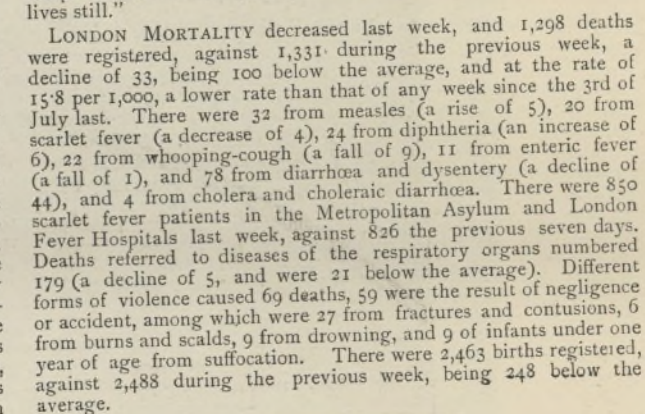 lives still."
LONDON MORTALITY decreased last week, and 1,298 deaths
were registered, against 1,331 during the previous week, a
decline of 33, being 100 below the average, and at the rate of
15·8 per 1,000, a lower rate than that of any week since the 3rd of
July last. There were 32 from measles (a rise of 5), 20 from
scarlet fever (a decrease of 4), 24 from diphtheria (an increase of
6), 22 from whooping-cough (a fall of 9), 11 from enteric fever
(a fall of 1), and 78 from diarrhœa and dysentery (a decline of
44), and 4 from cholera and choleraic diarrhœa. There were 850
scarlet fever patients in the Metropolitan Asylum and London
Fever Hospitals last week, against 826 the previous seven days.
Deaths referred to diseases of the respiratory organs numbered
179 (a decline of 5, and were 21 below the average). Different
forms of violence caused 69 deaths, 59 were the result of negligence
or accident, among which were 27 from fractures and contusions, 6
from burns and scalds, 9 from drowning, and 9 of infants under one
year of age from suffocation. There were 2,463 births registered,
against 2,488 during the previous week, being 248 below the
average.